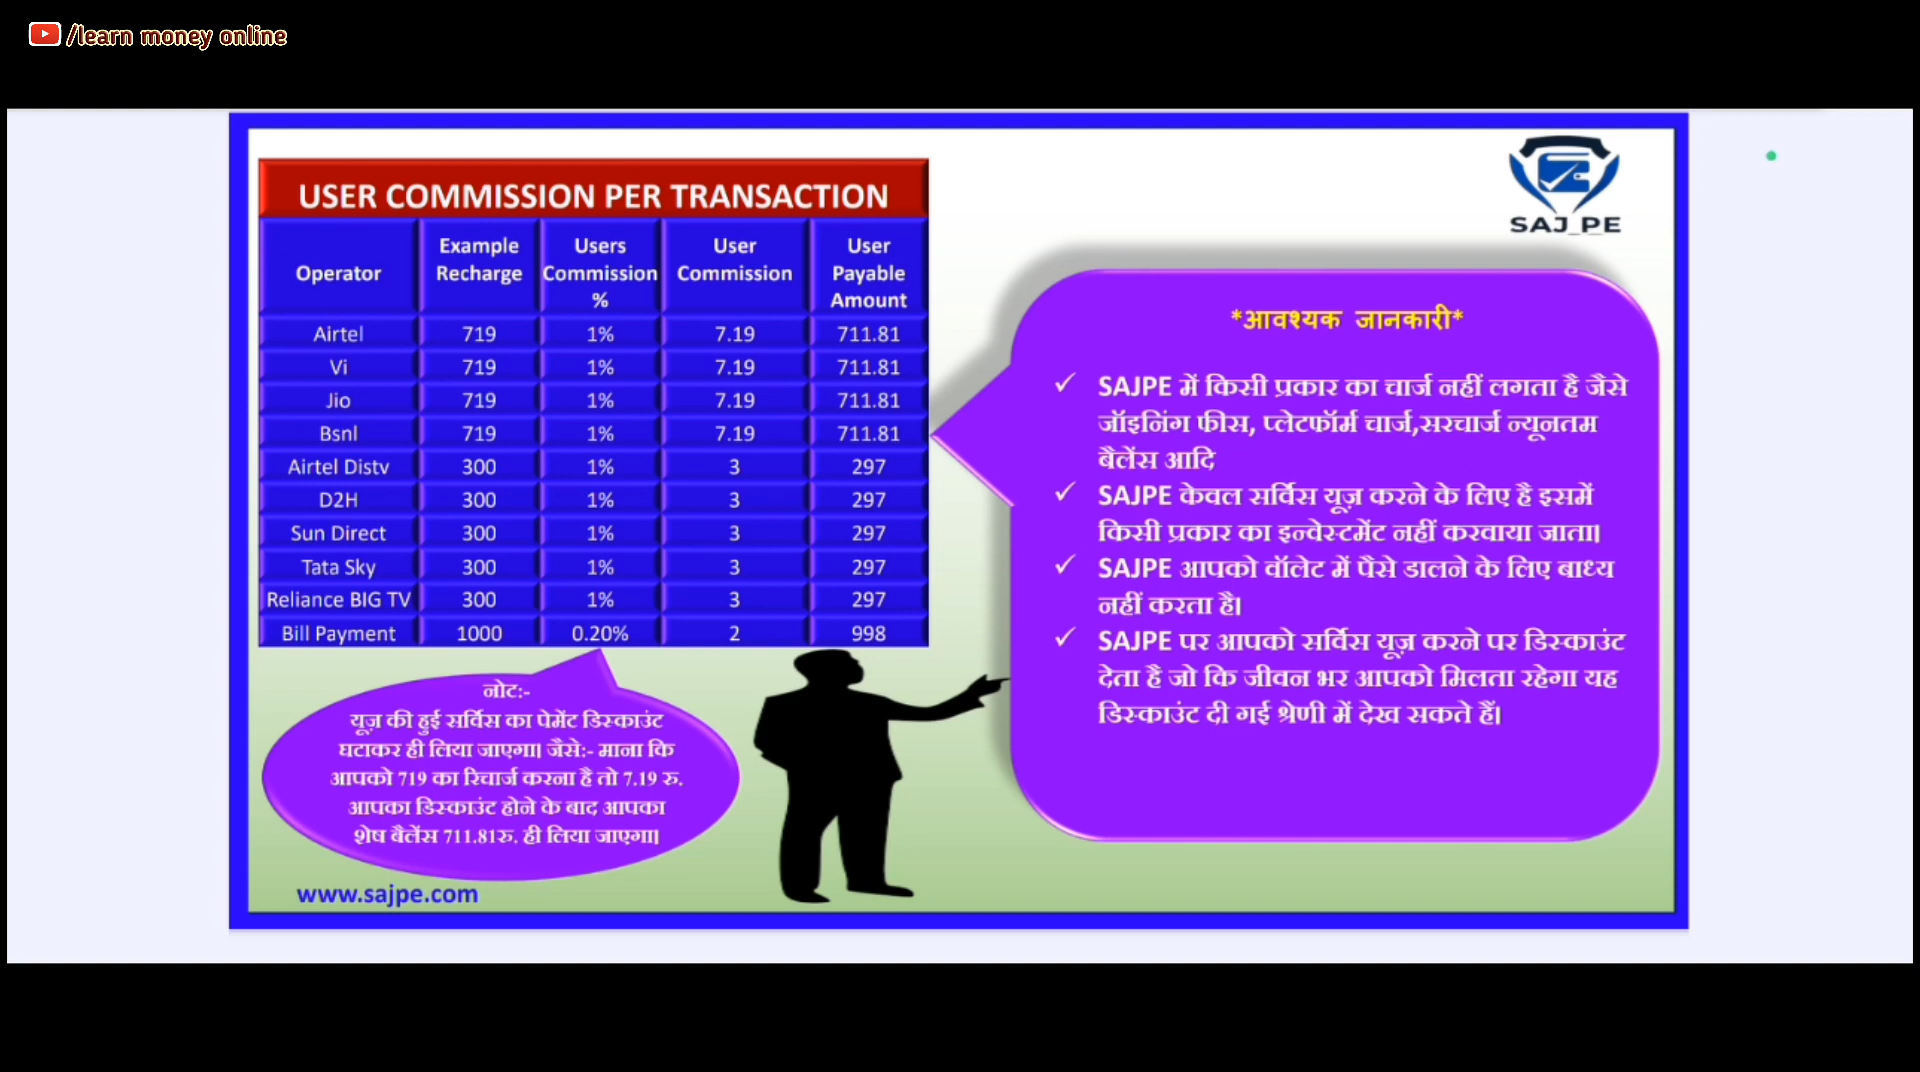 /learn money online
SAJ_PE
USER COMMISSION PER TRANSACTION
Operator Example Recharge Users Commission % User Commission User Payable Amount
Airtel 719 1% 7.19 711.81
Vi 719 1% 7.19 711.81
Jio 719 1% 7.19 711.81
Bsnl 719 1% 7.19 711.81
Airtel Distv 300 1% 3 297
D2H 300 1% 3 297
Sun Direct 300 1% 3 297
Tata Sky 300 1% 3 297
Reliance BIG TV 300 1% 3 297
Bill Payment 1000 0.20% 2 998
*आवश्यक जानकारी*
SAJPE में किसी प्रकार का चार्ज नहीं लगता है जैसे
जॉइनिंग फीस, प्लेटफॉर्म चार्ज,सरचार्ज न्यूनतम
बैलेंस आदि
SAJPE केवल सर्विस यूज़ करने के लिए है इसमें
किसी प्रकार का इन्वेस्टमेंट नहीं करवाया जाता।
SAJPE आपको वॉलेट में पैसे डालने के लिए बाध्य
नहीं करता है।
SAJPE पर आपको सर्विस यूज़ करने पर डिस्काउंट
देता है जो कि जीवन भर आपको मिलता रहेगा यह
डिस्काउंट दी गई श्रेणी में देख सकते हैं।
नोट:-
यूज़ की हुई सर्विस का पेमेंट डिस्काउंट
घटाकर ही लिया जाएगा। जैसे:- माना कि
आपको 719 का रिचार्ज करना है तो 7.19 रु.
आपका डिस्काउंट होने के बाद आपका
शेष बैलेंस 711.81रु. ही लिया जाएगा।
www.sajpe.com